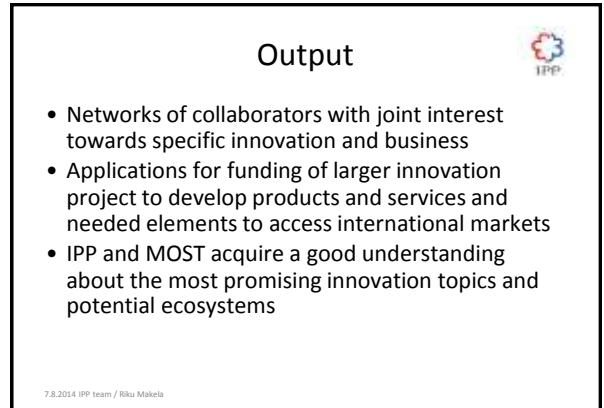 Output
IPP
• Networks of collaborators with joint interest
towards specific innovation and business
• Applications for funding of larger innovation
project to develop products and services and
needed elements to access international markets
• IPP and MOST acquire a good understanding
about the most promising innovation topics and
potential ecosystems
7.8.2014 IPP team / Riku Makela